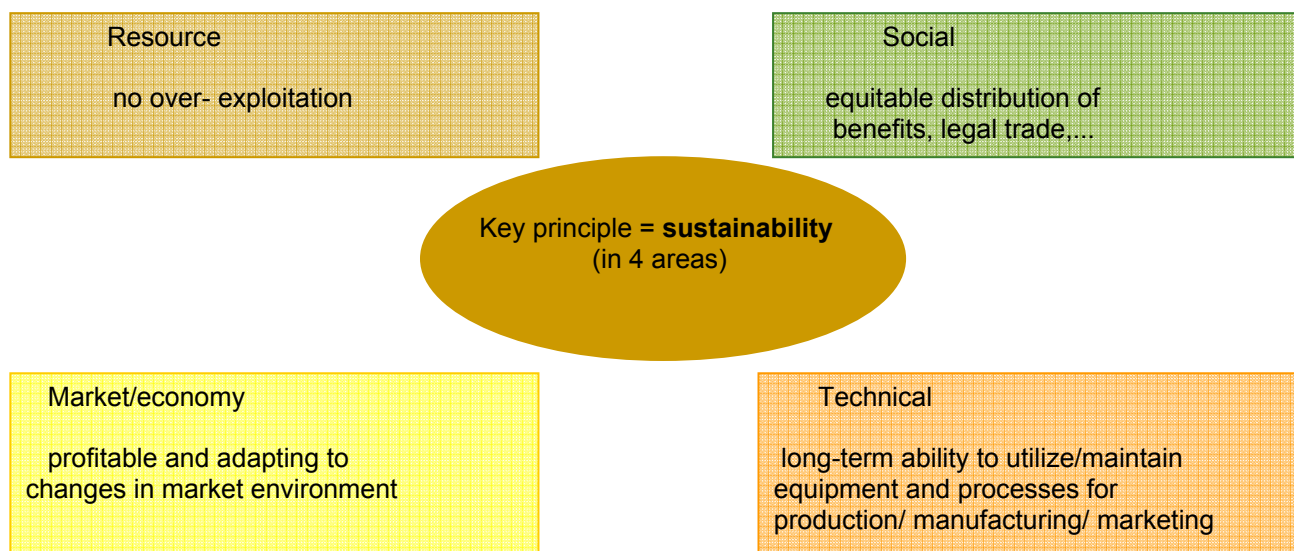 Resource
no over- exploitation
Social
equitable distribution of
benefits, legal trade,...
Key principle = sustainability
(in 4 areas)
Market/economy
profitable and adapting to
changes in market environment
Technical
long-term ability to utilize/maintain
equipment and processes for
production/ manufacturing/ marketing